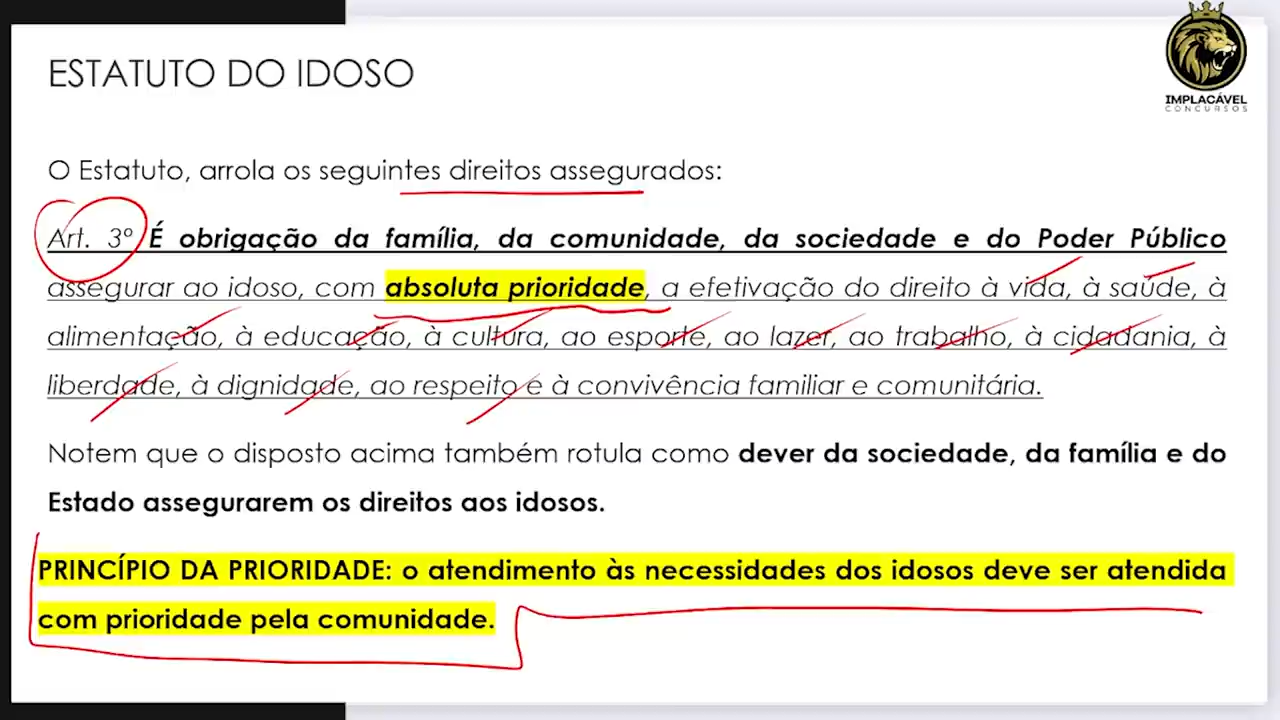 IMPLACÁVEL
CONCURSOS
ESTATUTO DO IDOSO
O Estatuto, arrola os seguintes direitos assegurados:
Art. 3º É obrigação da família, da comunidade, da sociedade e do Poder Público
assegurar ao idoso, com absoluta prioridade, a efetivação do direito à vida, à saúde, à
alimentação, à educação, à cultura, ao esporte, ao lazer, ao trabalho, à cidadania, à
liberdade, à dignidade, ao respeito e à convivência familiar e comunitária.
Notem que o disposto acima também rotula como dever da sociedade, da família e do
Estado assegurarem os direitos aos idosos.
PRINCÍPIO DA PRIORIDADE: o atendimento às necessidades dos idosos deve ser atendida
com prioridade pela comunidade.